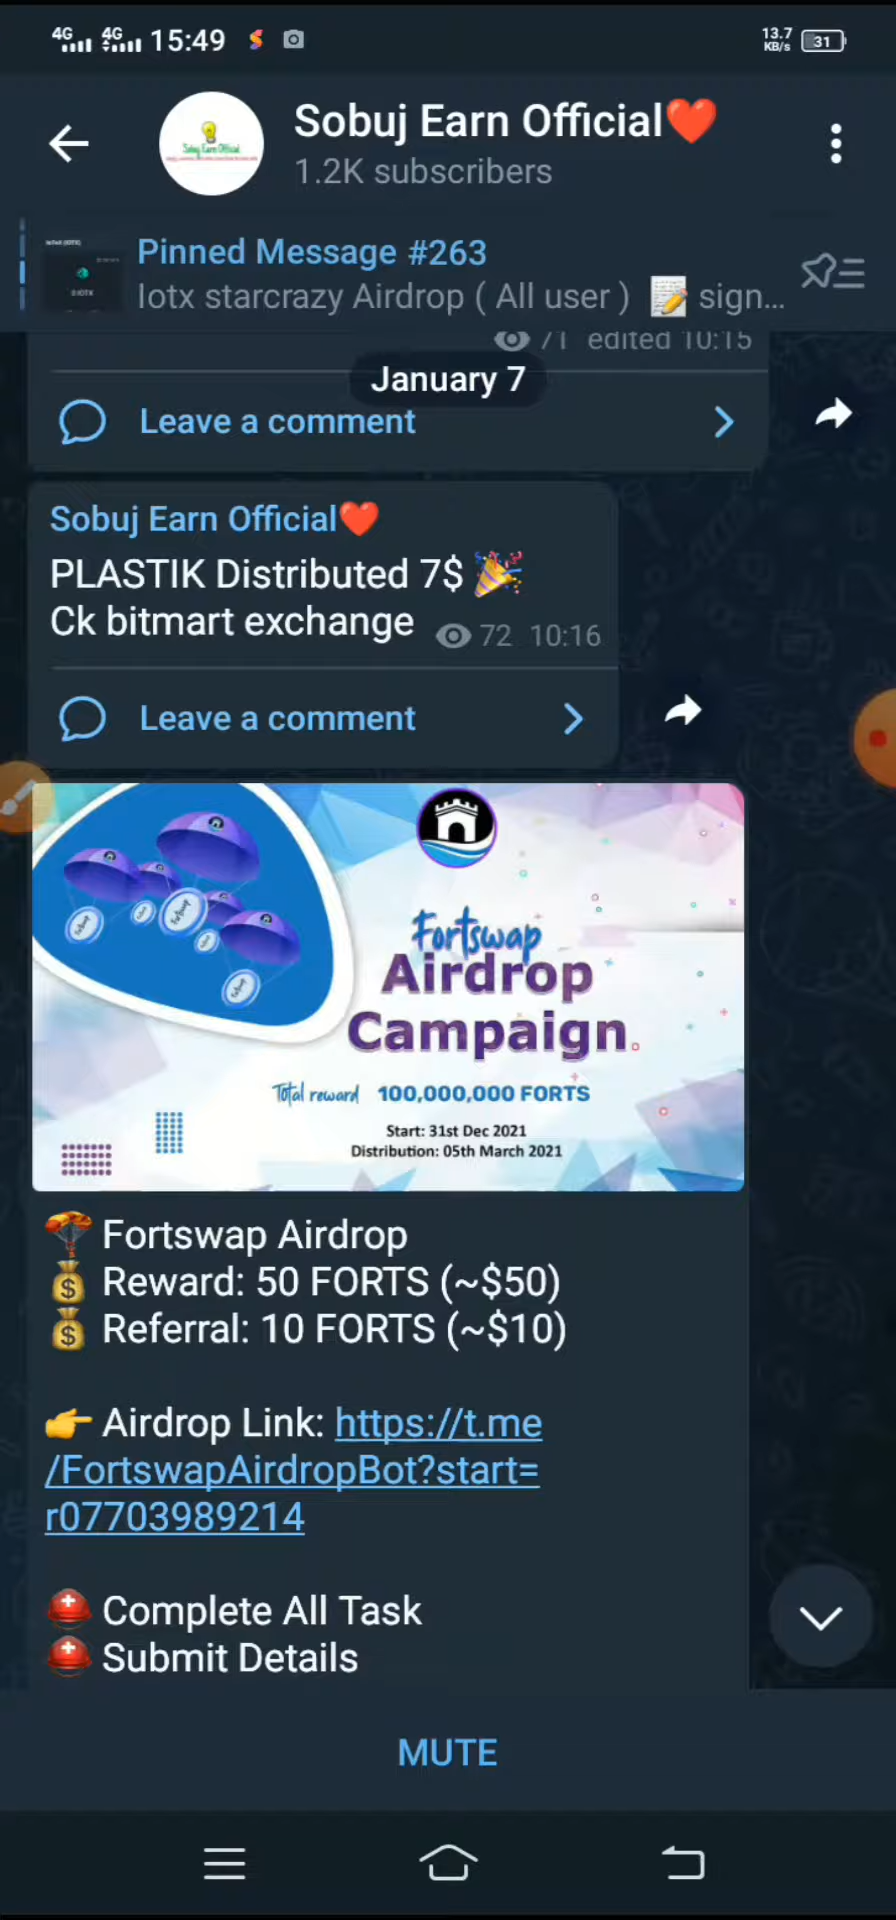 4G 4G 15:49 13.7 KB/s 31
Sobuj Earn Official❤️
1.2K subscribers
Pinned Message #263
Iotx starcrazy Airdrop ( All user ) 📝 sign...
71 edited 10:15
January 7
Leave a comment
Sobuj Earn Official❤️
PLASTIK Distributed 7$ 🎉
Ck bitmart exchange 72 10:16
Leave a comment
Fortswap
Airdrop
Campaign
Total reward 100,000,000 FORTS
Start: 31st Dec 2021
Distribution: 05th March 2021
🪂 Fortswap Airdrop
💰 Reward: 50 FORTS (~$50)
💰 Referral: 10 FORTS (~$10)
👉 Airdrop Link: https://t.me
/FortswapAirdropBot?start=
r07703989214
⛑ Complete All Task
⛑ Submit Details
MUTE